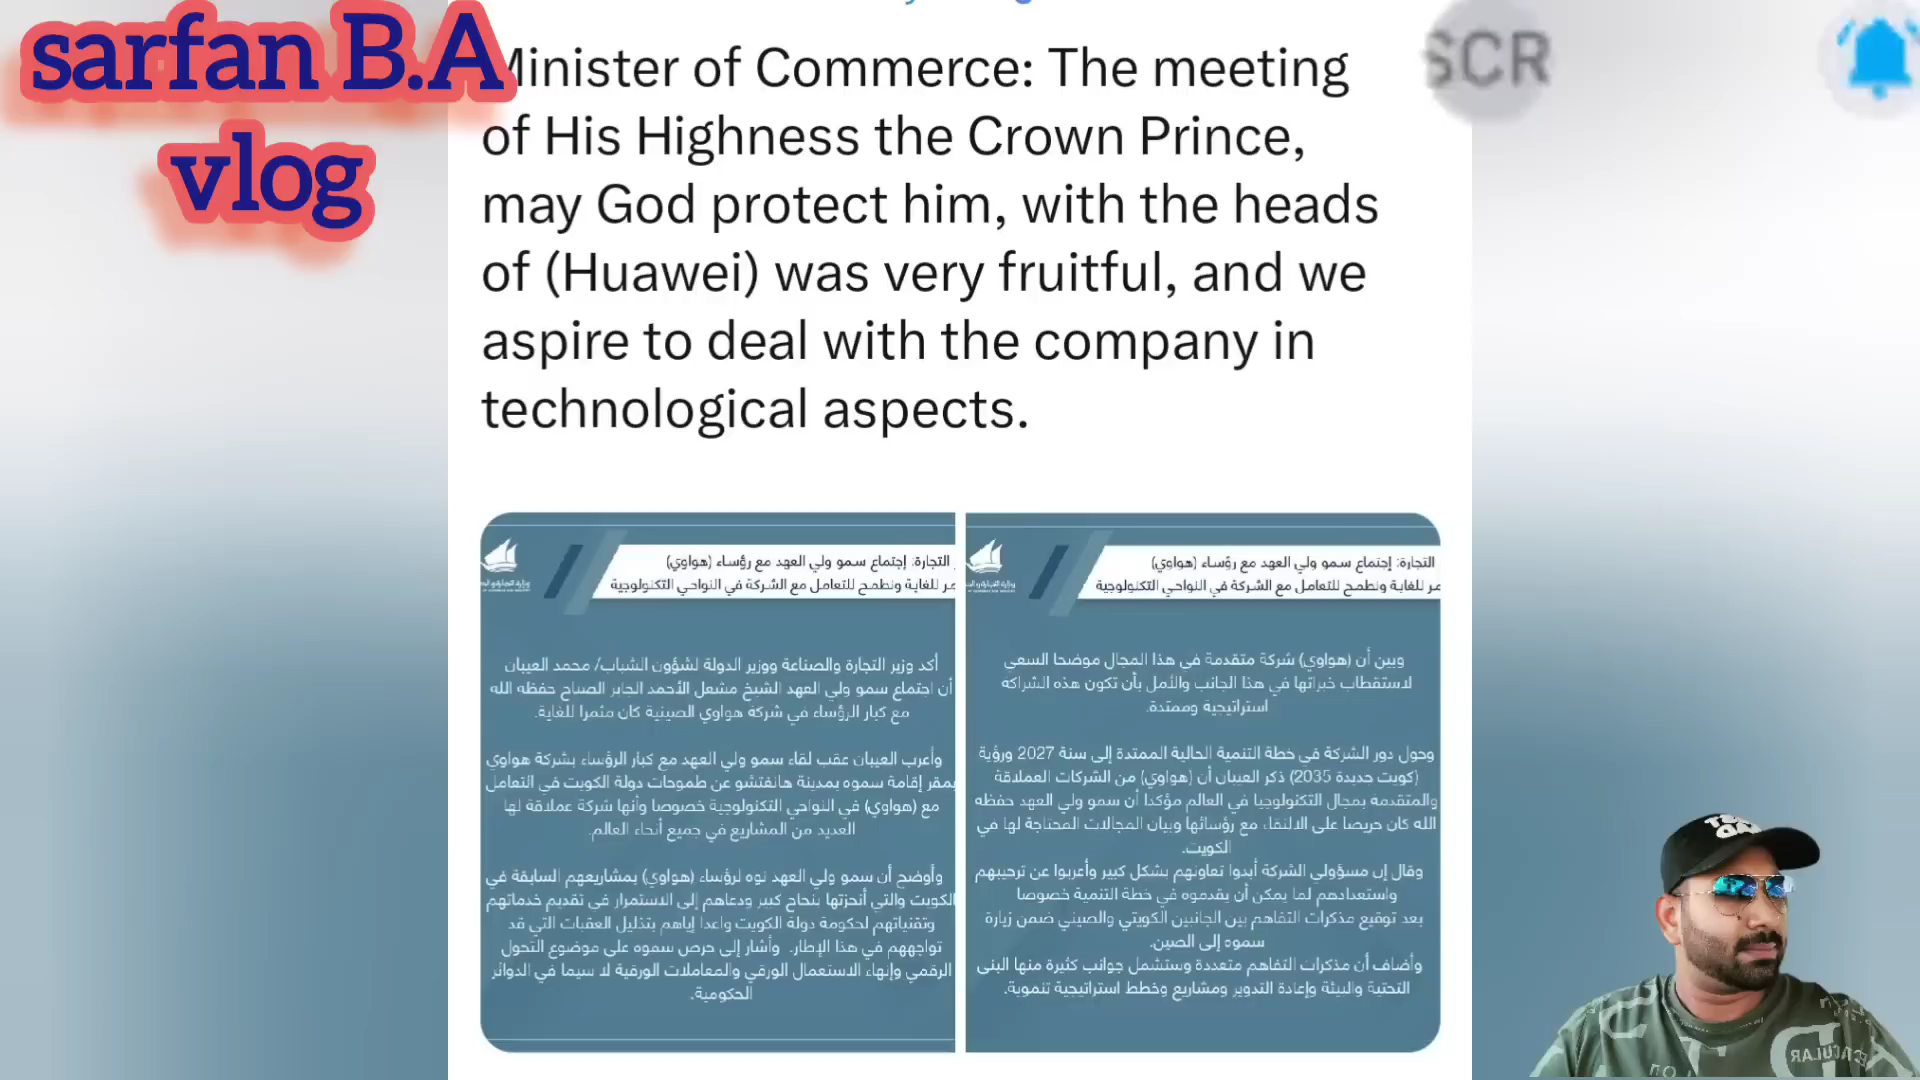 sarfan B.A
vlog
SCR
Minister of Commerce: The meeting
of His Highness the Crown Prince,
may God protect him, with the heads
of (Huawei) was very fruitful, and we
aspire to deal with the company in
technological aspects.
التجارة: إجتماع سمو ولي العهد مع رؤساء (هواوي)
مر للغاية ونطمح للتعامل مع الشركة في النواحي التكنولوجية
أكد وزير التجارة والصناعة ووزير الدولة لشؤون الشباب/ محمد العيبان
أن اجتماع سمو ولي العهد الشيخ مشعل الأحمد الجابر الصباح حفظه الله
مع كبار الرؤساء في شركة هواوي الصينية كان مثمرا للغاية.
وأعرب العيبان عقب لقاء سمو ولي العهد مع كبار الرؤساء بشركة هواوي
بمقر إقامة سموه بمدينة هانغتشو عن طموحات دولة الكويت في التعامل
مع (هواوي) في النواحي التكنولوجية خصوصا وأنها شركة عملاقة لها
العديد من المشاريع في جميع أنحاء العالم.
وأوضح أن سمو ولي العهد نوه لرؤساء (هواوي) بمشاريعهم السابقة في
الكويت والتي أنجزتها بنجاح كبير ودعاهم إلى الاستمرار في تقديم خدماتهم
وتقنياتهم لحكومة دولة الكويت واعدا إياهم بتذليل العقبات التي قد
تواجههم في هذا الإطار. وأشار إلى حرص سموه على موضوع التحول
الرقمي وإنهاء الاستعمال الورقي والمعاملات الورقية لا سيما في الدوائر
الحكومية.
التجارة: إجتماع سمو ولي العهد مع رؤساء (هواوي)
مر للغاية ونطمح للتعامل مع الشركة في النواحي التكنولوجية
وبين أن (هواوي) شركة متقدمة في هذا المجال موضحا السعي
لاستقطاب خبراتها في هذا الجانب والأمل بأن تكون هذه الشراكة
استراتيجية وممتدة.
وحول دور الشركة في خطة التنمية الحالية الممتدة إلى سنة 2027 ورؤية
(كويت جديدة 2035) ذكر العيبان أن (هواوي) من الشركات العملاقة
والمتقدمة بمجال التكنولوجيا في العالم مؤكدا أن سمو ولي العهد حفظه
الله كان حريصا على الالتقاء مع رؤسائها وبيان المجالات المحتاجة لها في
الكويت.
وقال إن مسؤولي الشركة أبدوا تعاونهم بشكل كبير وأعربوا عن ترحيبهم
واستعدادهم لما يمكن أن يقدموه في خطة التنمية خصوصا
بعد توقيع مذكرات التفاهم بين الجانبين الكويتي والصيني ضمن زيارة
سموه إلى الصين.
وأضاف أن مذكرات التفاهم متعددة وستشمل جوانب كثيرة منها البنى
التحتية والبيئة وإعادة التدوير ومشاريع وخطط استراتيجية تنموية.